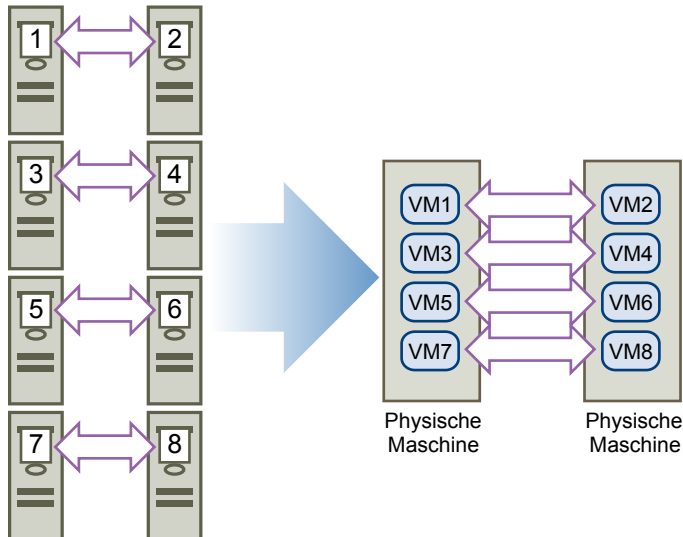 1
2
3
4
5
6
7
8
VM1
VM2
VM3
VM4
VM5
VM6
VM7
VM8
Physische
Maschine
Physische
Maschine